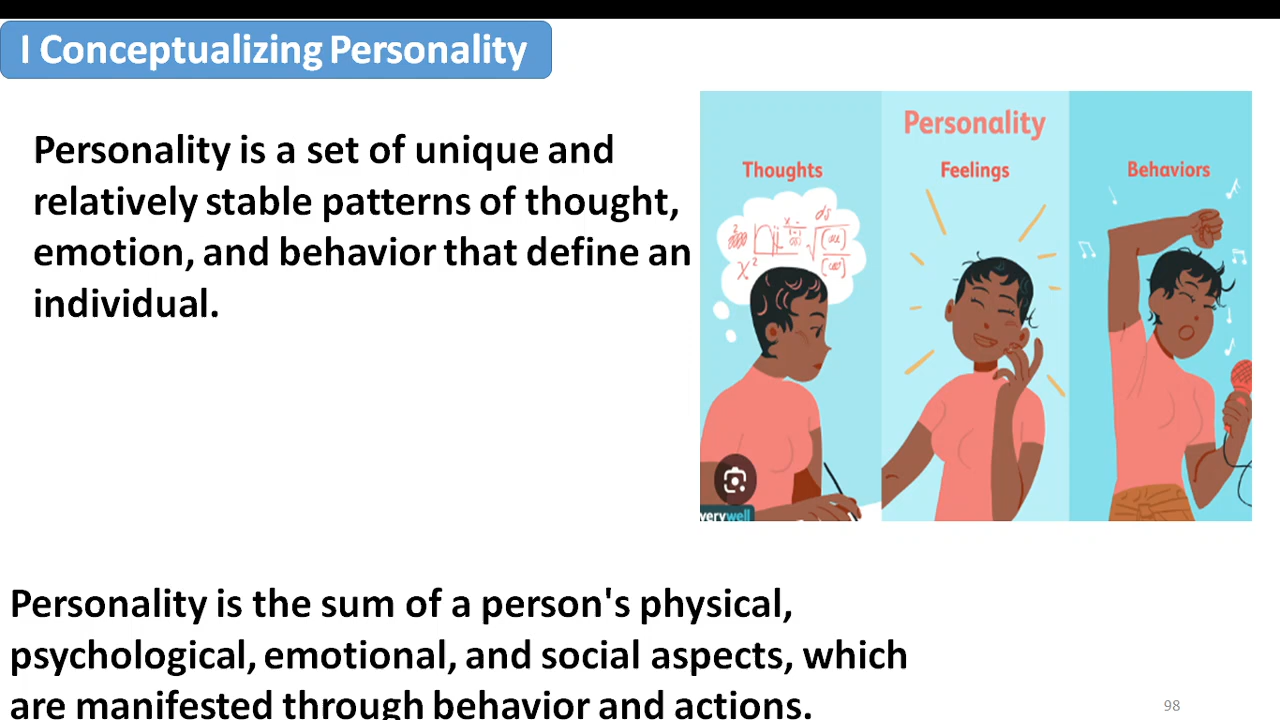 I Conceptualizing Personality
Personality is a set of unique and
relatively stable patterns of thought,
emotion, and behavior that define an
individual.
Personality
Thoughts
Feelings
Behaviors
verywell
Personality is the sum of a person's physical,
psychological, emotional, and social aspects, which
are manifested through behavior and actions.
98